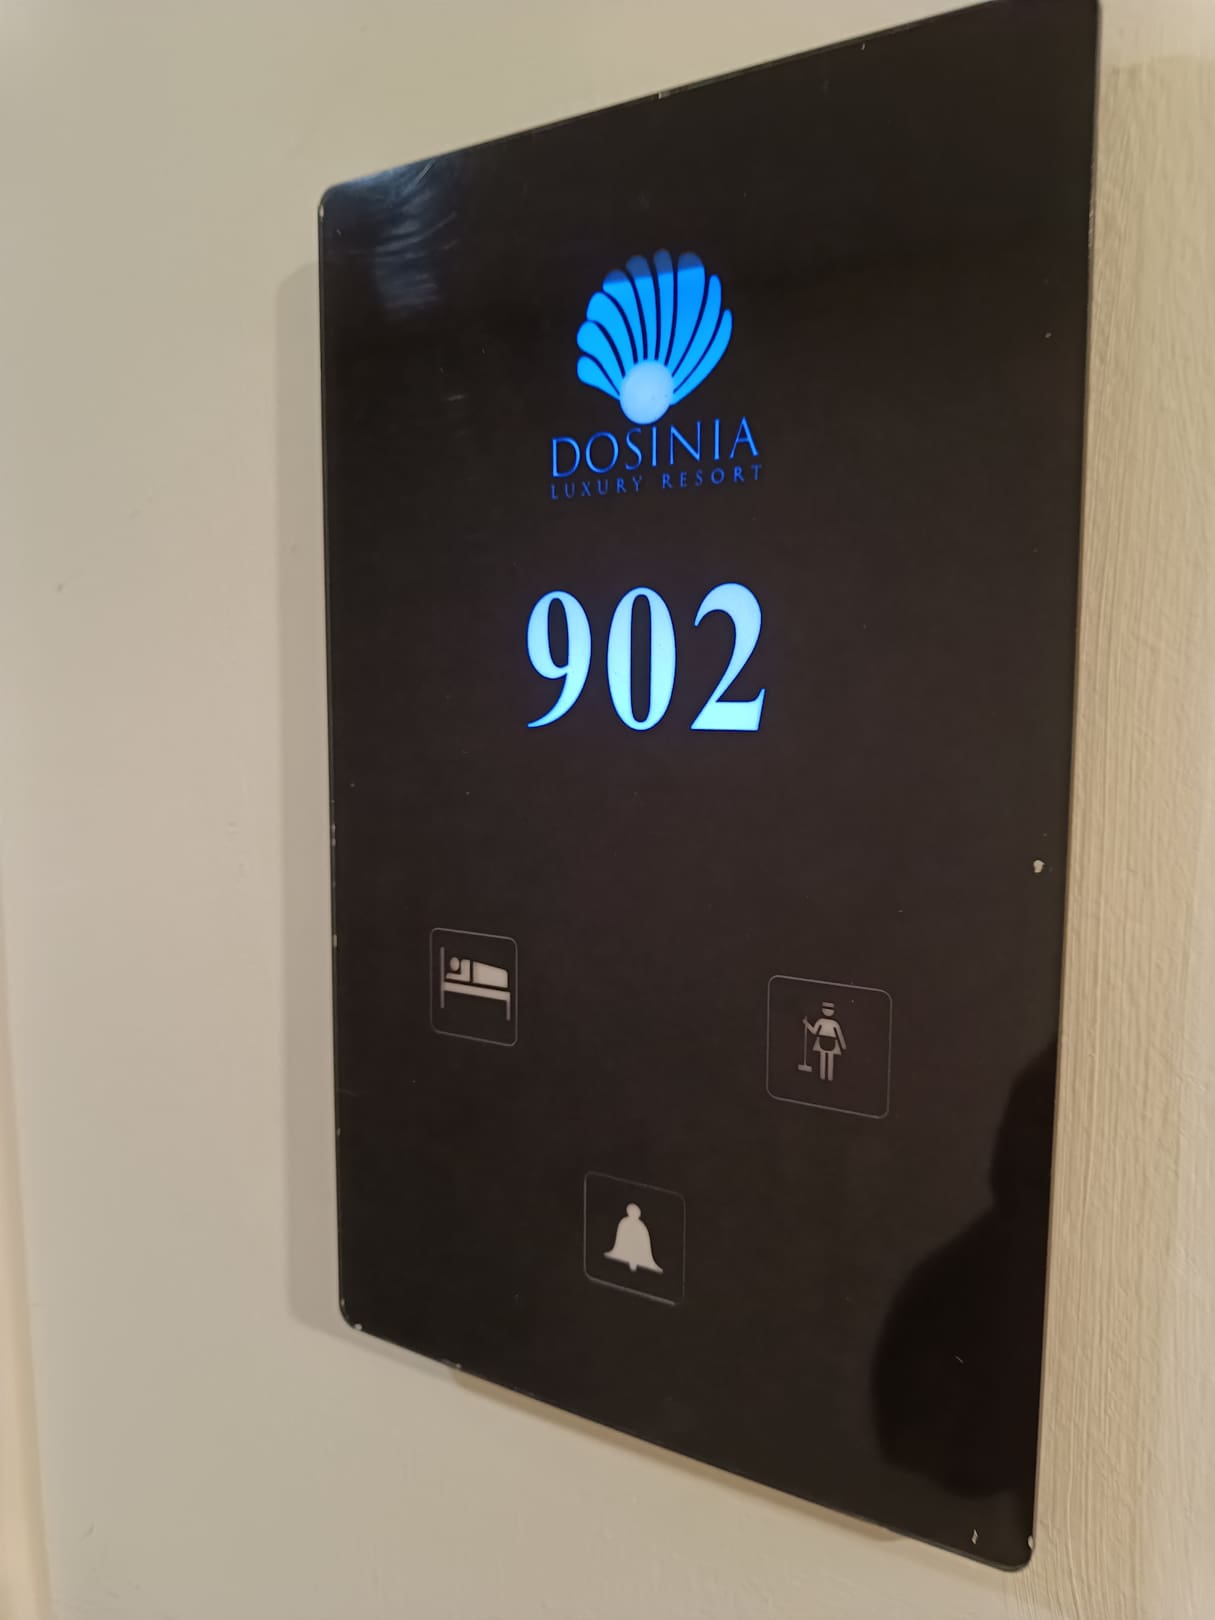 DOSINIA
LUXURY RESORT
902